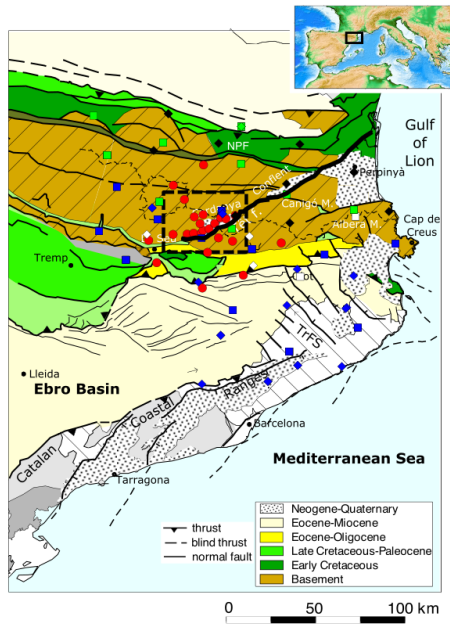 Gulf
of
Lion
NPF
Perpinyà
Conflent
Canigó M.
Albera M.
Cap de
Creus
T. F.
Seu
Tremp
TrFS
Lleida
Ebro Basin
Catalan
Coastal
Ranges
Barcelona
Tarragona
Mediterranean Sea
thrust
blind thrust
normal fault
Neogene-Quaternary
Eocene-Miocene
Eocene-Oligocene
Late Cretaceous-Paleocene
Early Cretaceous
Basement
0 50 100 km